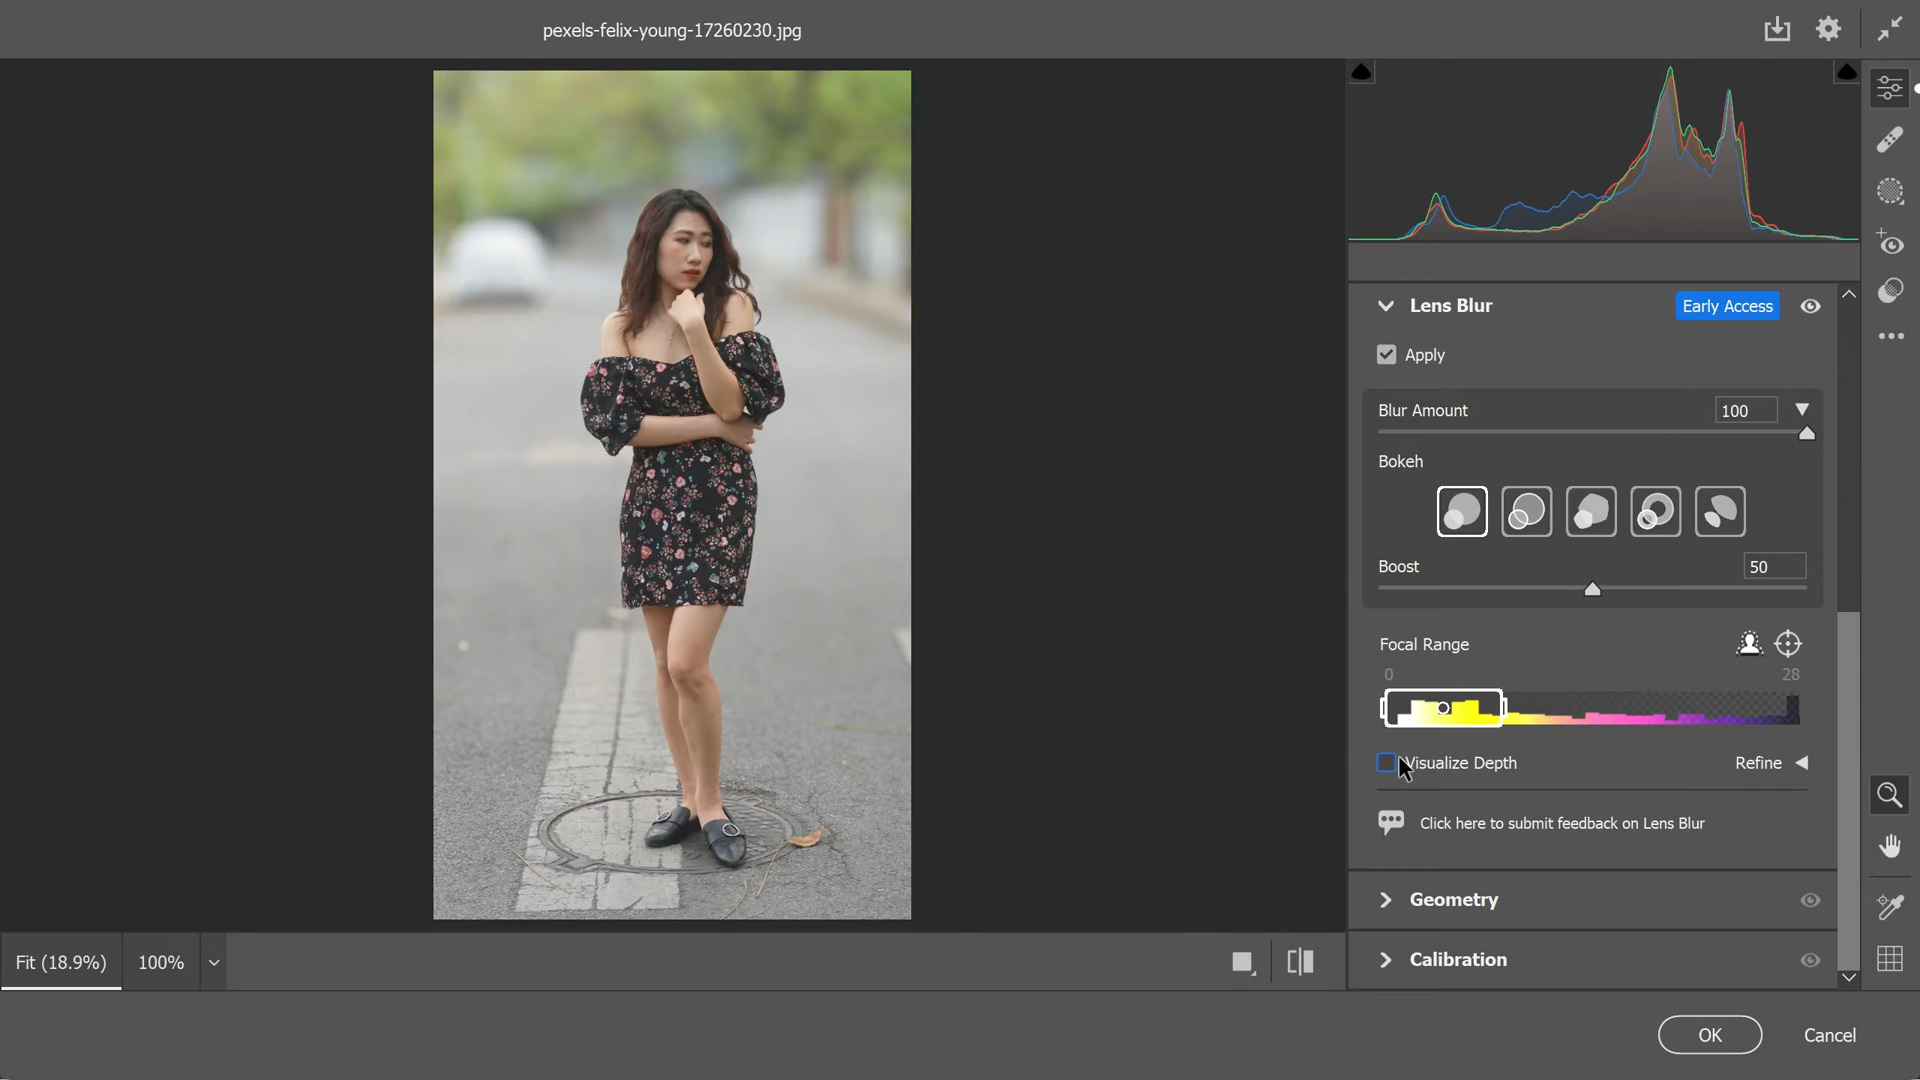 pexels-felix-young-17260230.jpg
Lens Blur
Early Access
Apply
Blur Amount
100
Bokeh
Boost
50
Focal Range
0
28
Visualize Depth
Refine
Click here to submit feedback on Lens Blur
Geometry
Calibration
Fit (18.9%)
100%
OK
Cancel